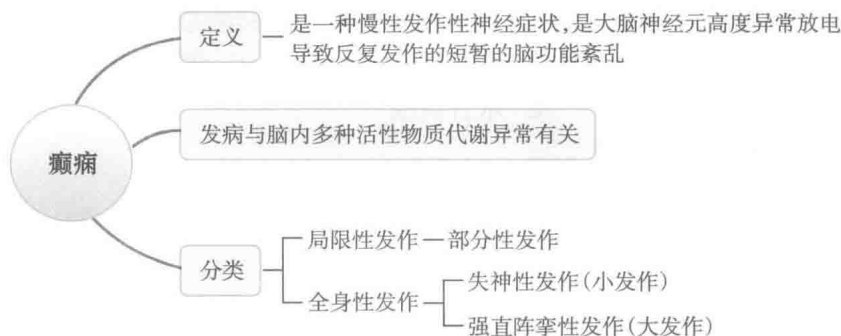 定义
是一种慢性发作性神经症状,是大脑神经元高度异常放电
导致反复发作的短暂的脑功能紊乱
癫痫
发病与脑内多种活性物质代谢异常有关
分类
局限性发作
部分性发作
全身性发作
失神性发作(小发作)
强直阵挛性发作(大发作)